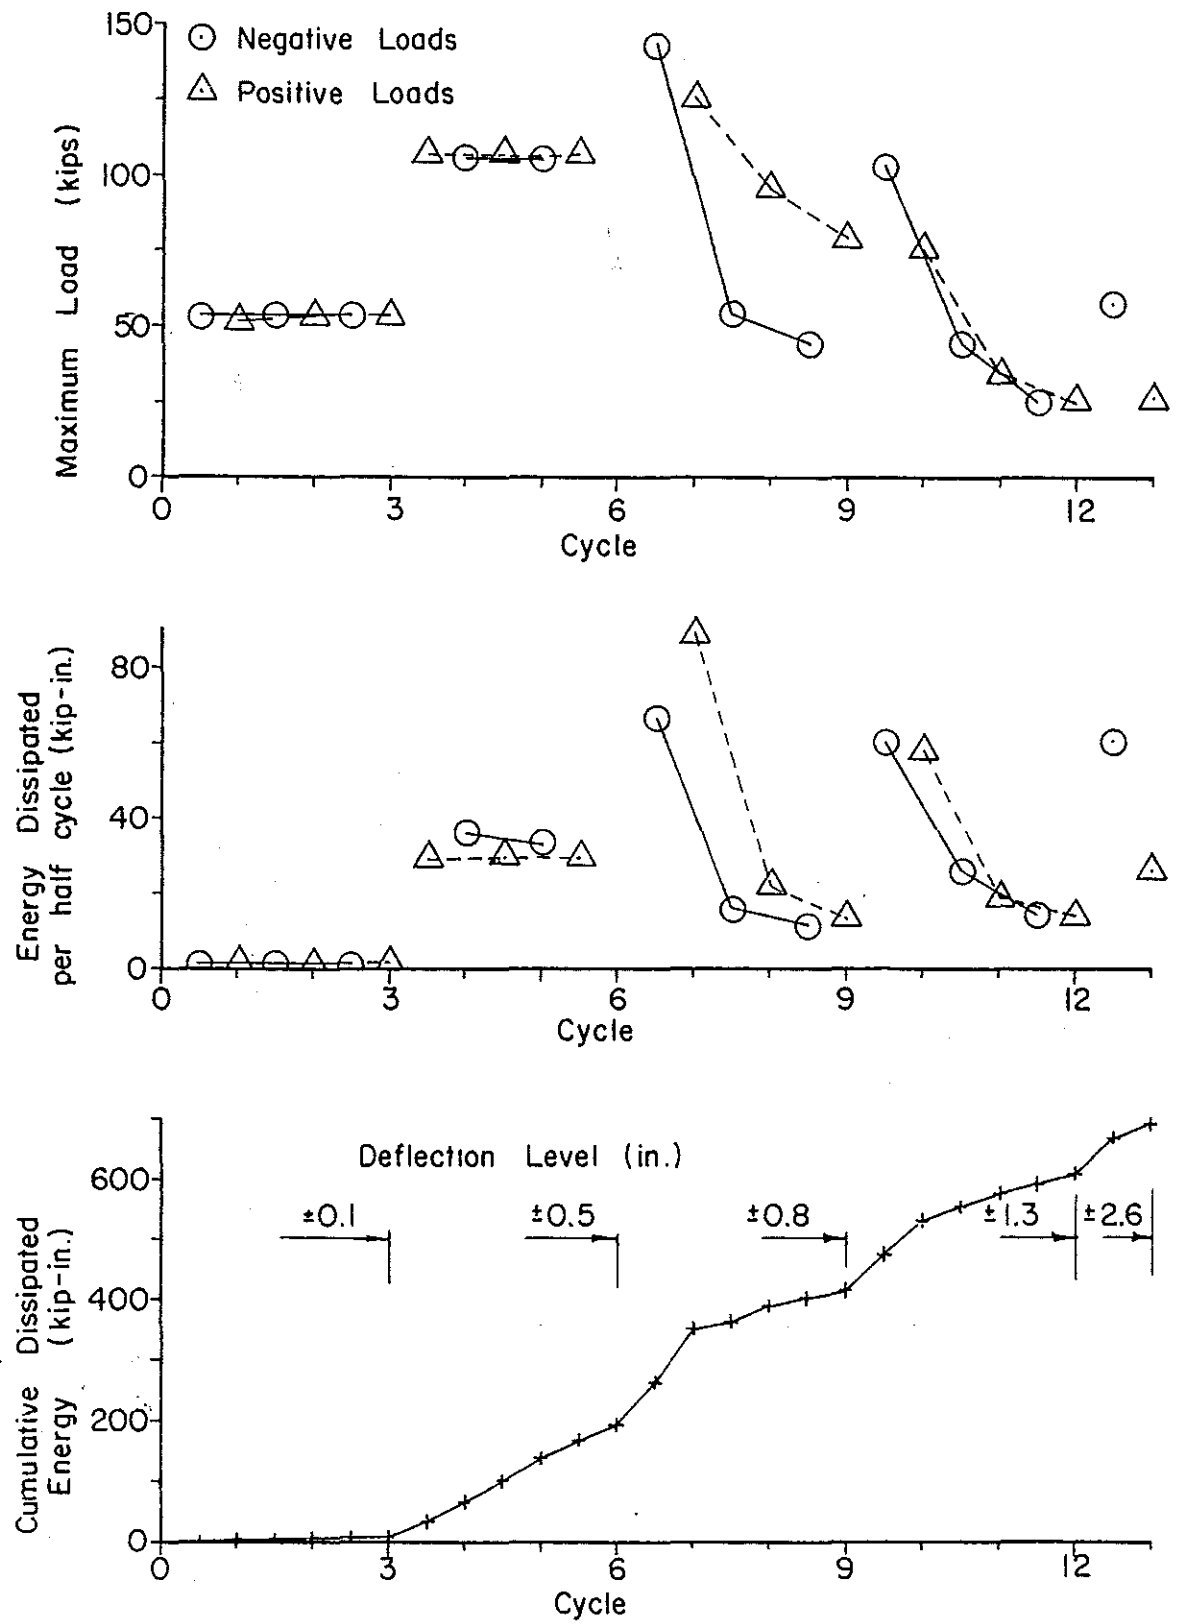 150
Negative Loads
Positive Loads
100
50
0
Maximum Load (kips)
0 3 6 9 12
Cycle
80
40
0
Energy Dissipated
per half cycle (kip-in.)
0 3 6 9 12
Cycle
Deflection Level (in.)
600
400
200
0
±0.1 ±0.5 ±0.8 ±1.3 ±2.6
Cumulative Dissipated
Energy (kip-in.)
0 3 6 9 12
Cycle